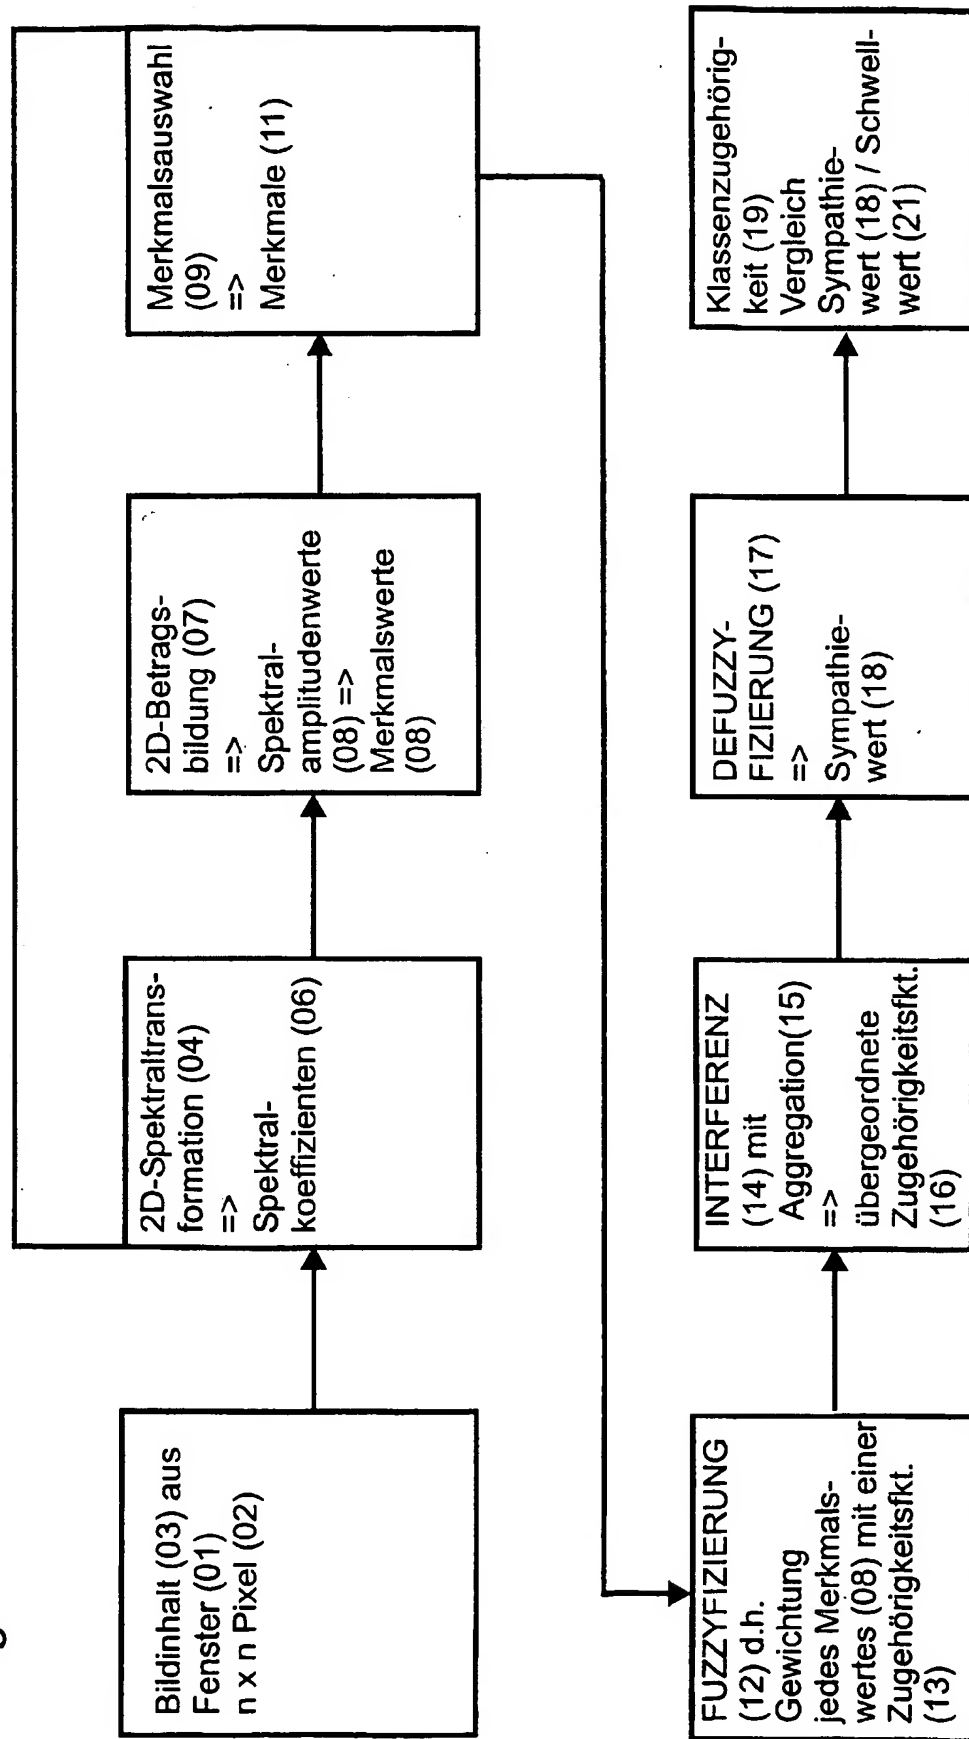 Bildinhalt (03) aus
Fenster (01)
n x n Pixel (02)
2D-Spektraltrans-
formation (04)
=>
Spektral-
koeffizienten (06)
2D-Betrags-
bildung (07)
=>
Spektral-
amplitudenwerte
(08) =>
Merkmalswerte
(08)
Merkmalsauswahl
(09)
=>
Merkmale (11)
FUZZYFIZIERUNG
(12) d.h.
Gewichtung
jedes Merkmals-
wertes (08) mit einer
Zugehörigkeitsfkt.
(13)
INTERFERENZ
(14) mit
Aggregation(15)
=>
übergeordnete
Zugehörigkeitsfkt.
(16)
DEFUZZY-
FIZIERUNG (17)
=>
Sympathie-
wert (18)
Klassenzugehörig-
keit (19)
Vergleich
Sympathie-
wert (18) / Schwell-
wert (21)